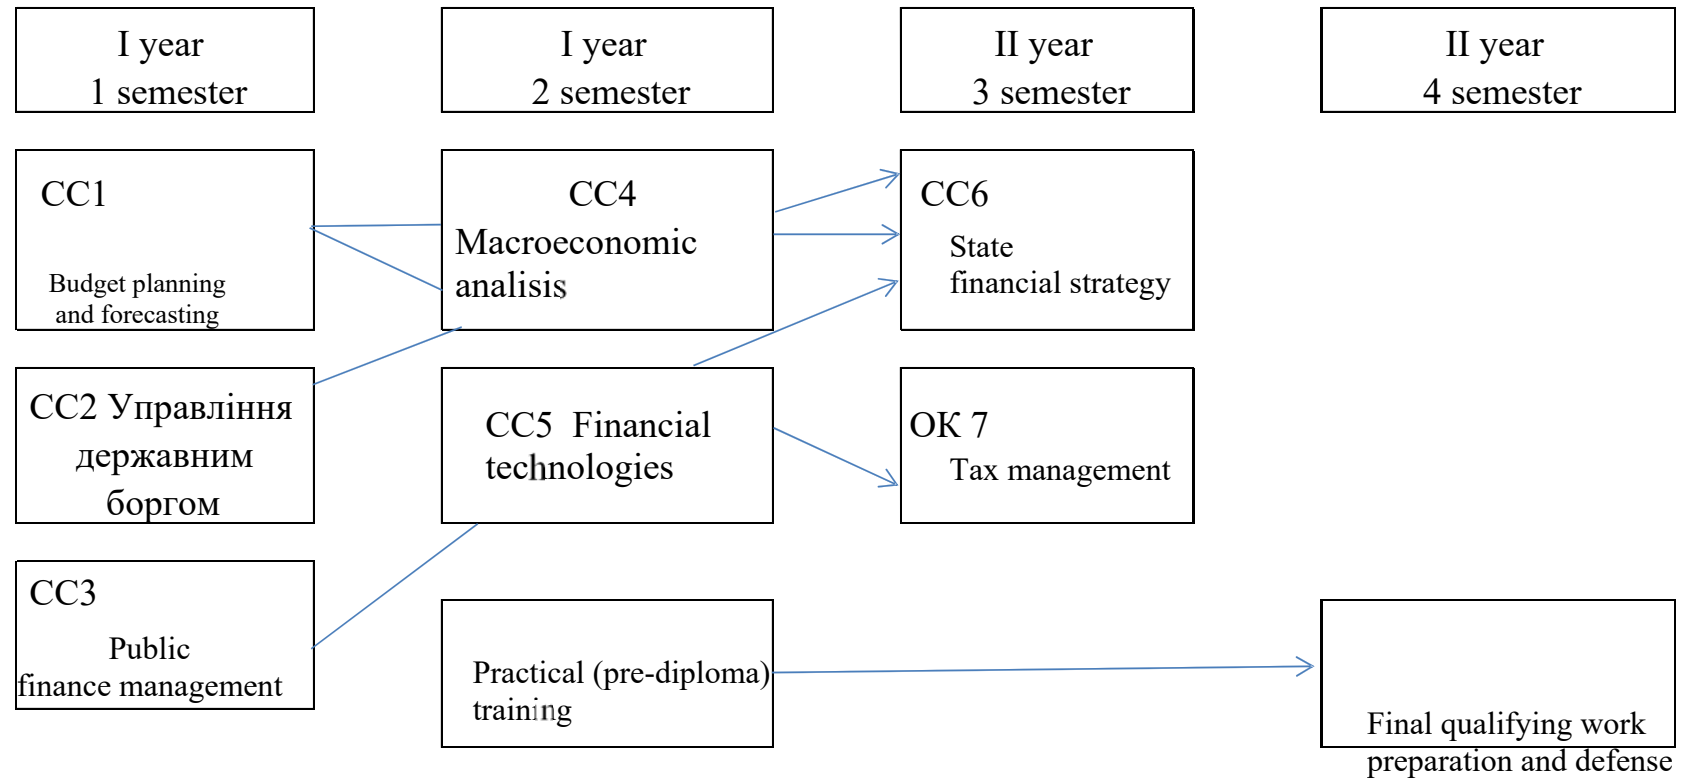 I year
1 semester
I year
2 semester
II year
3 semester
II year
4 semester
CC1
Budget planning
and forecasting
CC4
Macroeconomic
analisis
CC6
State
financial strategy
CC2 Управління
державним
боргом
CC5 Financial
technologies
ОК 7
Tax management
CC3
Public
finance management
Practical (pre-diploma)
training
Final qualifying work
preparation and defense